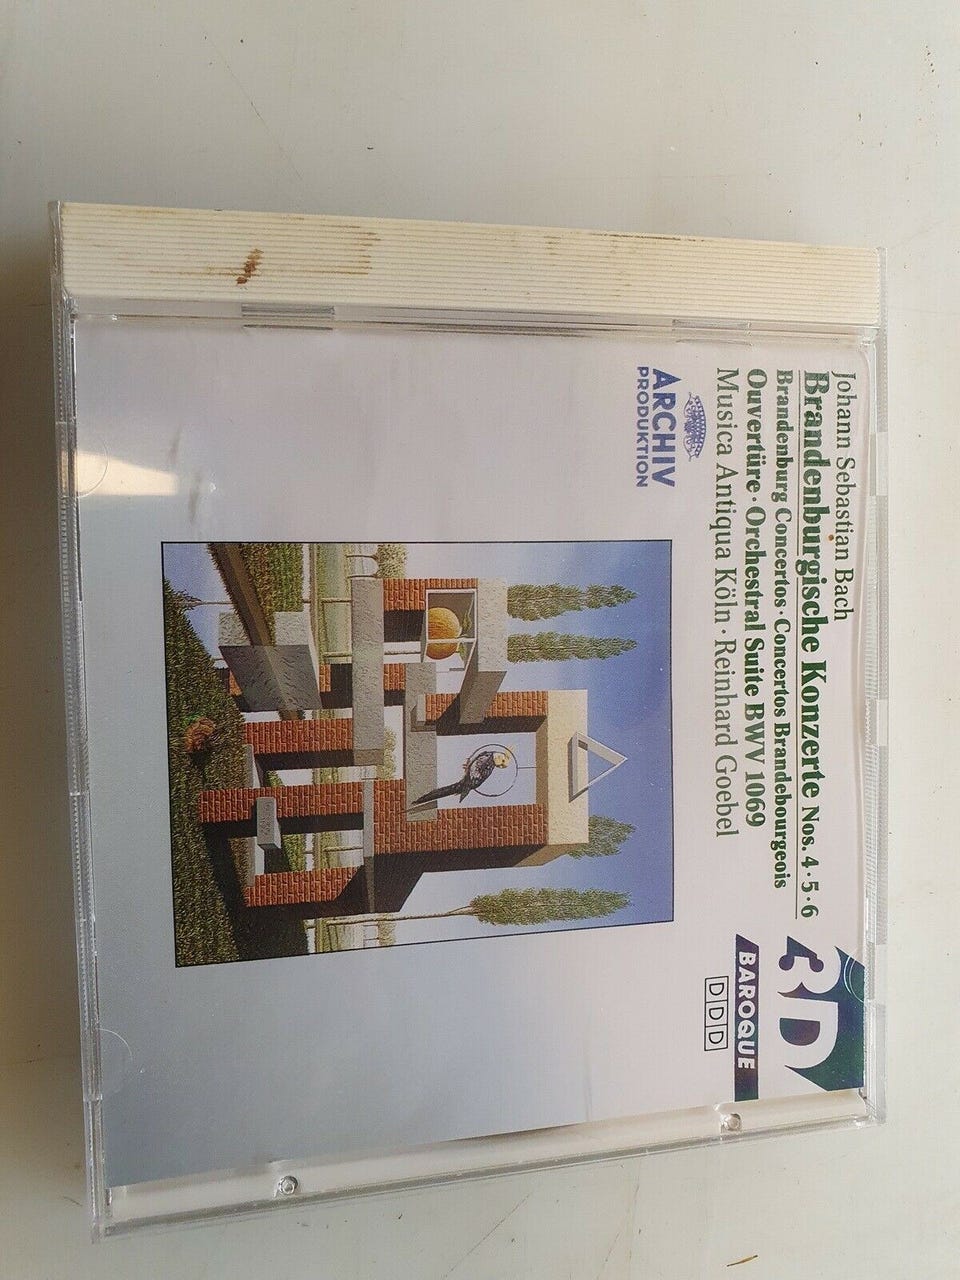 Johann Sebastian Bach
Brandenburgische Konzerte Nos. 4·5·6
Brandenburg Concertos · Concertos Brandebourgeois
Ouvertüre · Orchestral Suite BWV 1069
Musica Antiqua Köln · Reinhard Goebel
ARCHIV
PRODUKTION
3D
BAROQUE
DDD